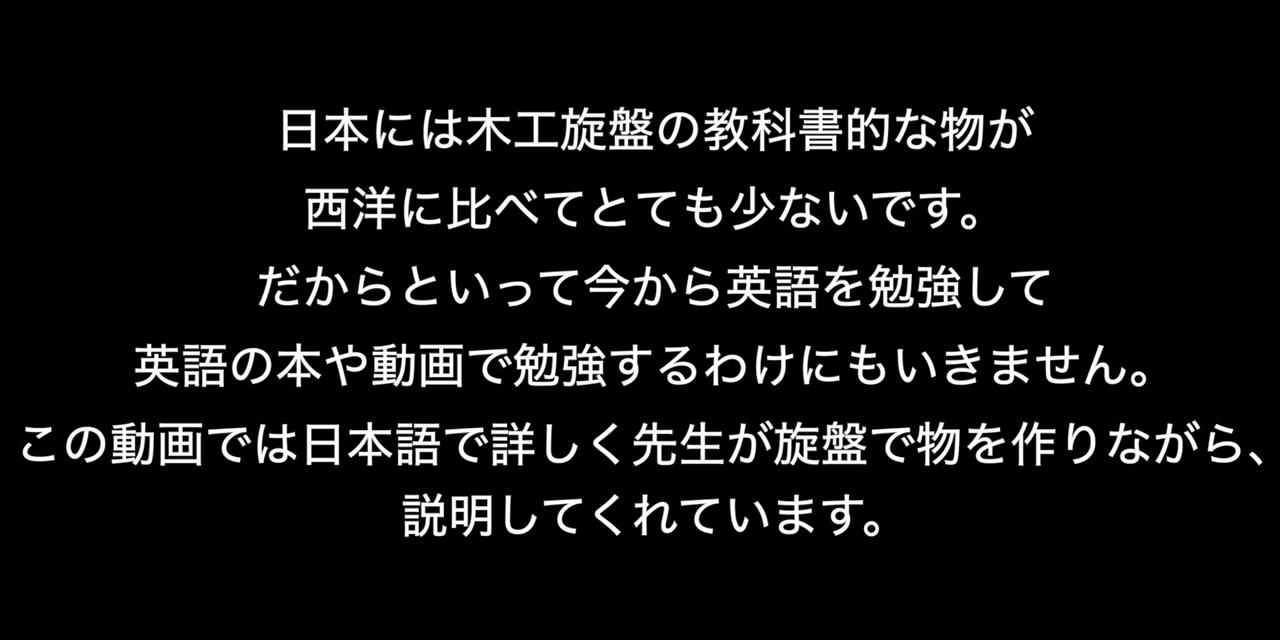 日本には木工旋盤の教科書的な物が
西洋に比べてとても少ないです。
だからといって今から英語を勉強して
英語の本や動画で勉強するわけにもいきません。
この動画では日本語で詳しく先生が旋盤で物を作りながら、
説明してくれています。